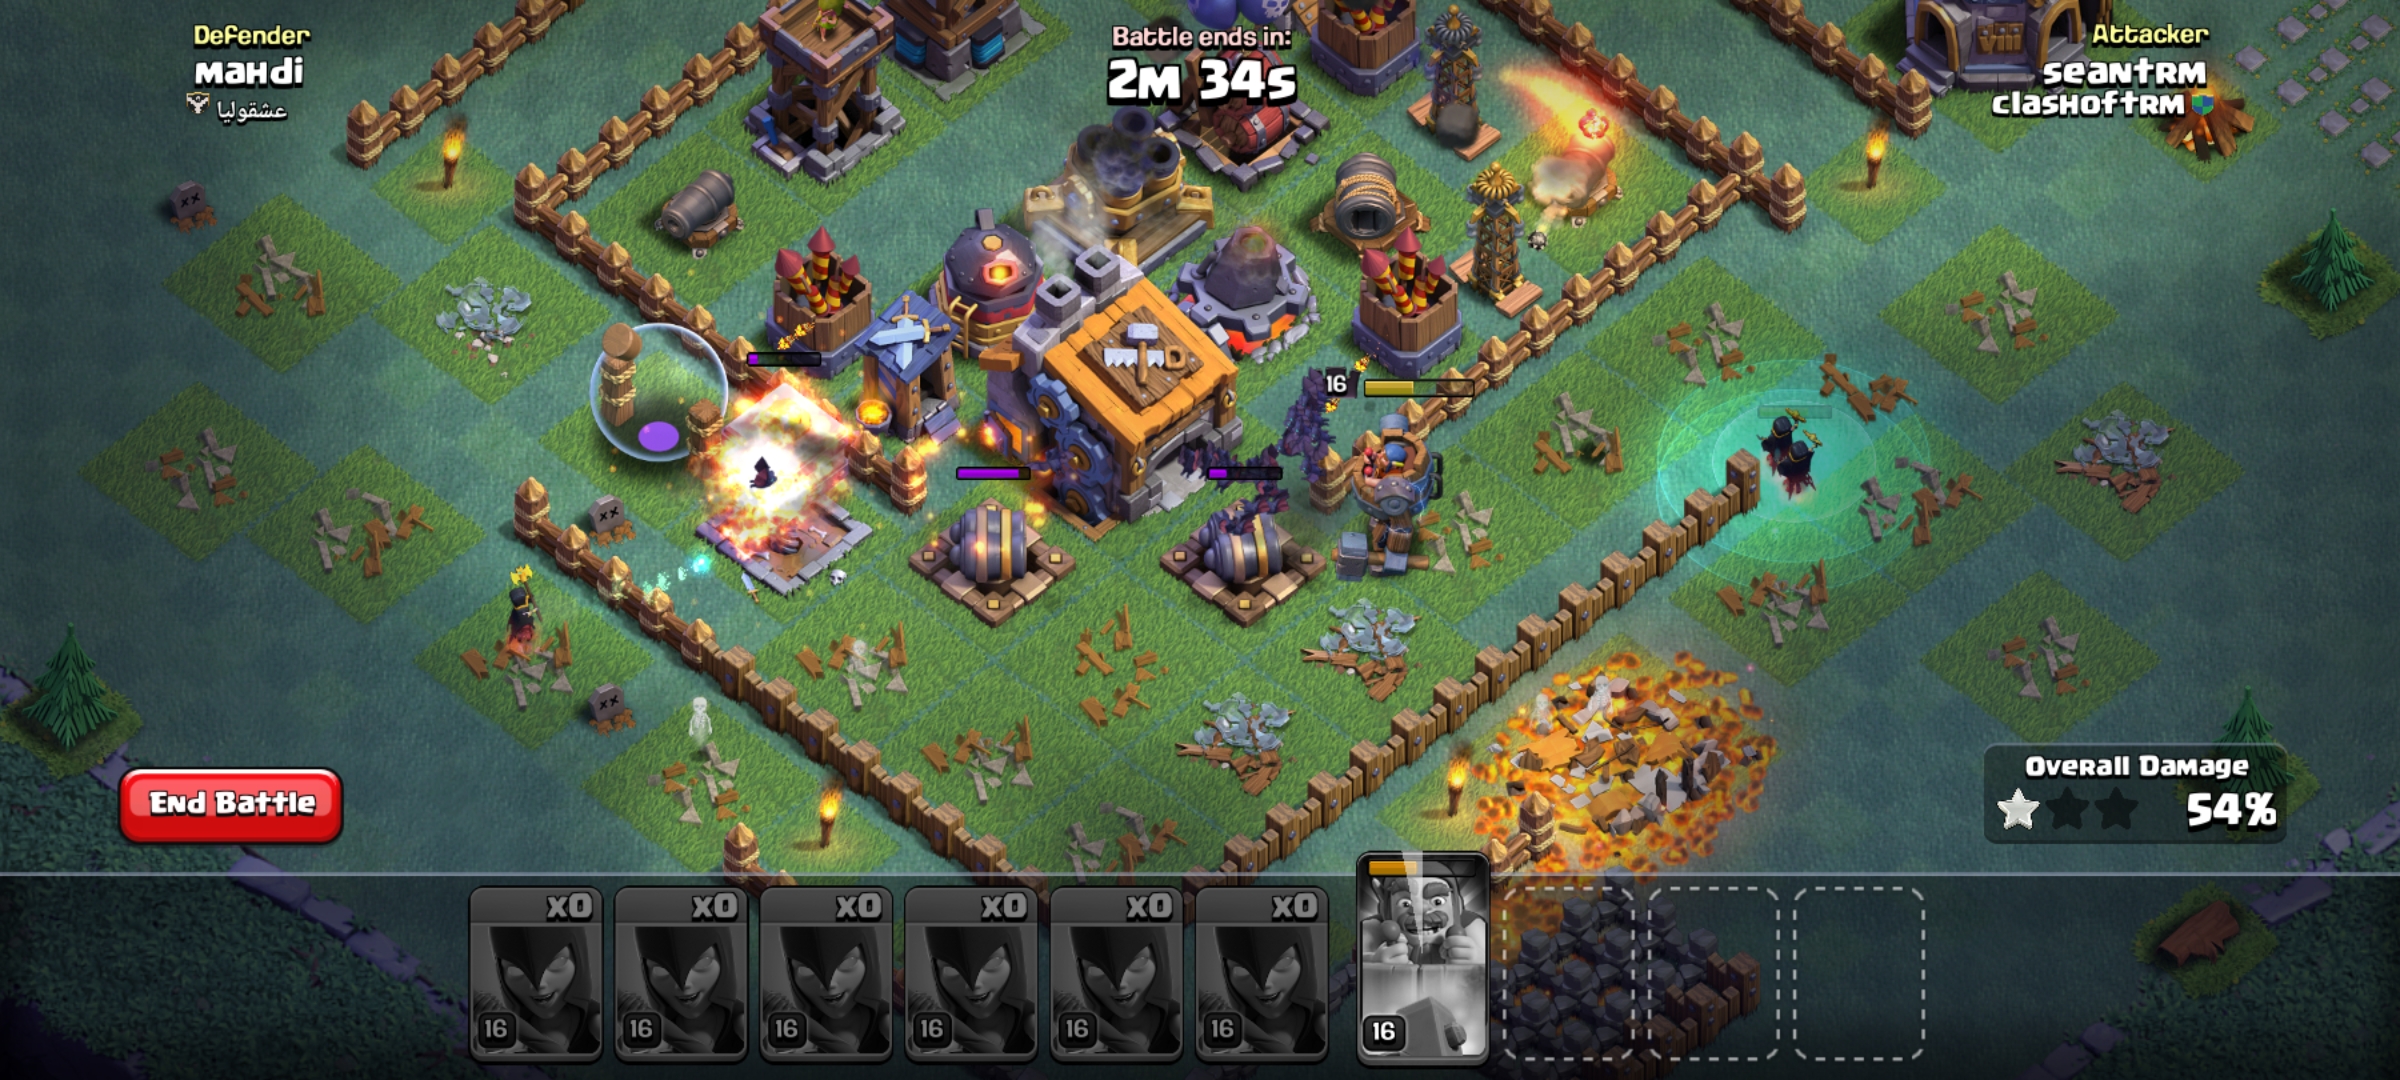 Defender
mahdi
عشقوليا
Battle ends in:
2m 34s
Attacker
seantrm
clashoftrm
VIII
16
End Battle
Overall Damage
54%
x0
x0
x0
x0
x0
x0
16
16
16
16
16
16
16